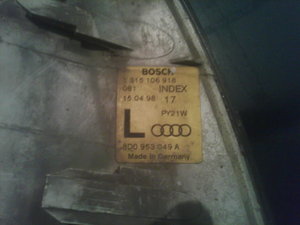 BOSCH
1 315 106 918
081 INDEX
15.04.98 17
PY21W
L
8D0 953 049 A
Made in Germany